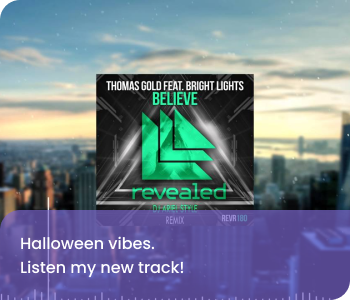 THOMAS GOLD FEAT. BRIGHT LIGHTS
BELIEVE
revealed
REMIX
REVR100
Halloween vibes.
Listen my new track!